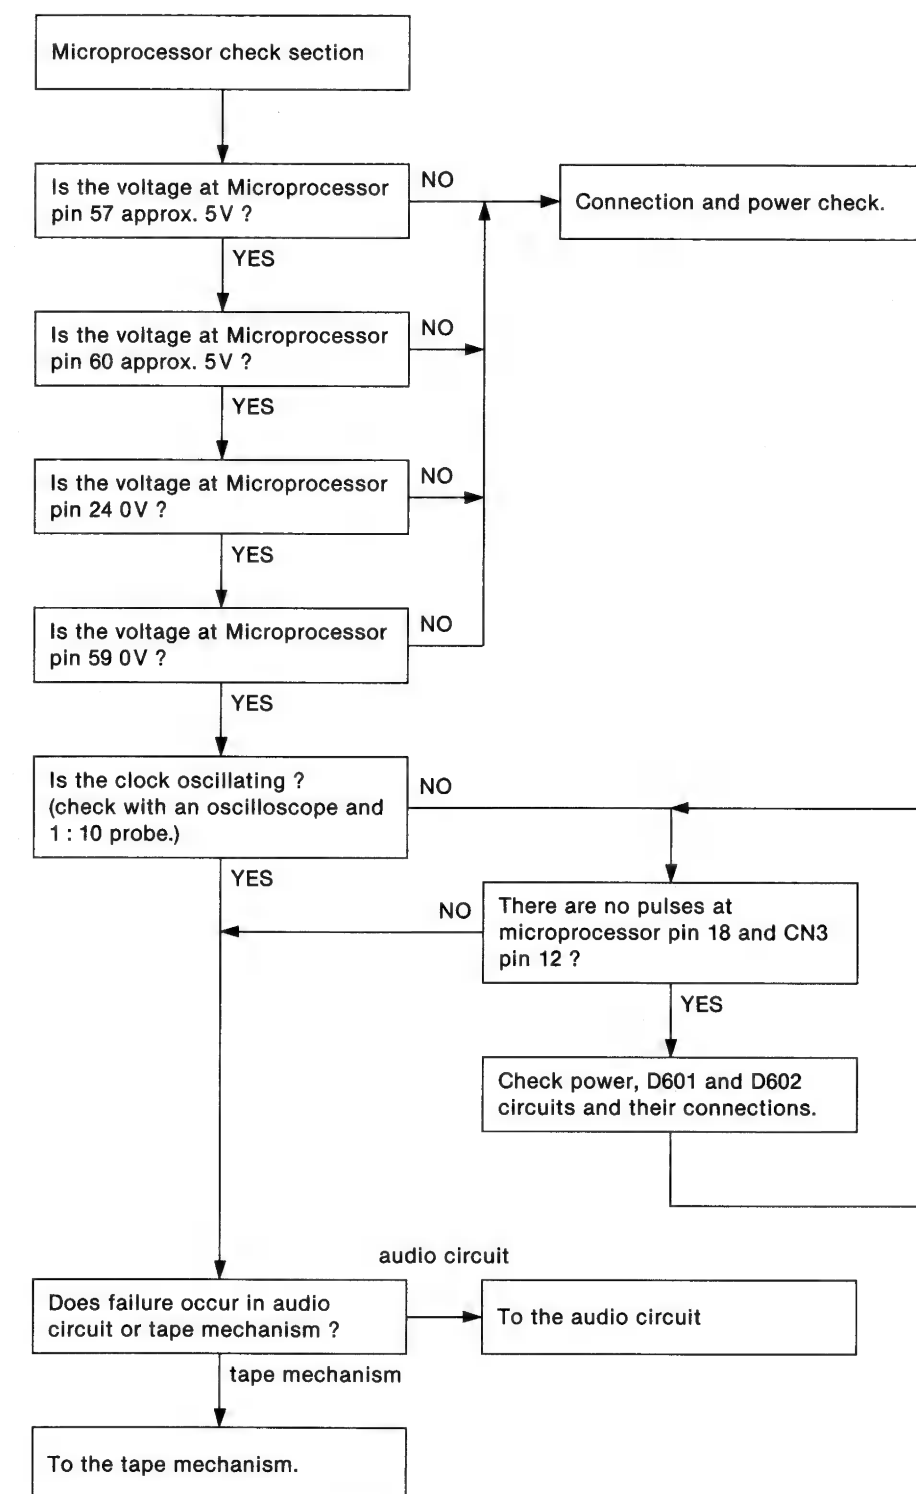 Microprocessor check section
Is the voltage at Microprocessor
pin 57 approx. 5V ?
NO
Connection and power check.
YES
Is the voltage at Microprocessor
pin 60 approx. 5V ?
NO
YES
Is the voltage at Microprocessor
pin 24 0V ?
NO
YES
Is the voltage at Microprocessor
pin 59 0V ?
NO
YES
Is the clock oscillating ?
(check with an oscilloscope and
1 : 10 probe.)
NO
YES
NO
There are no pulses at
microprocessor pin 18 and CN3
pin 12 ?
YES
Check power, D601 and D602
circuits and their connections.
audio circuit
Does failure occur in audio
circuit or tape mechanism ?
To the audio circuit
tape mechanism
To the tape mechanism.